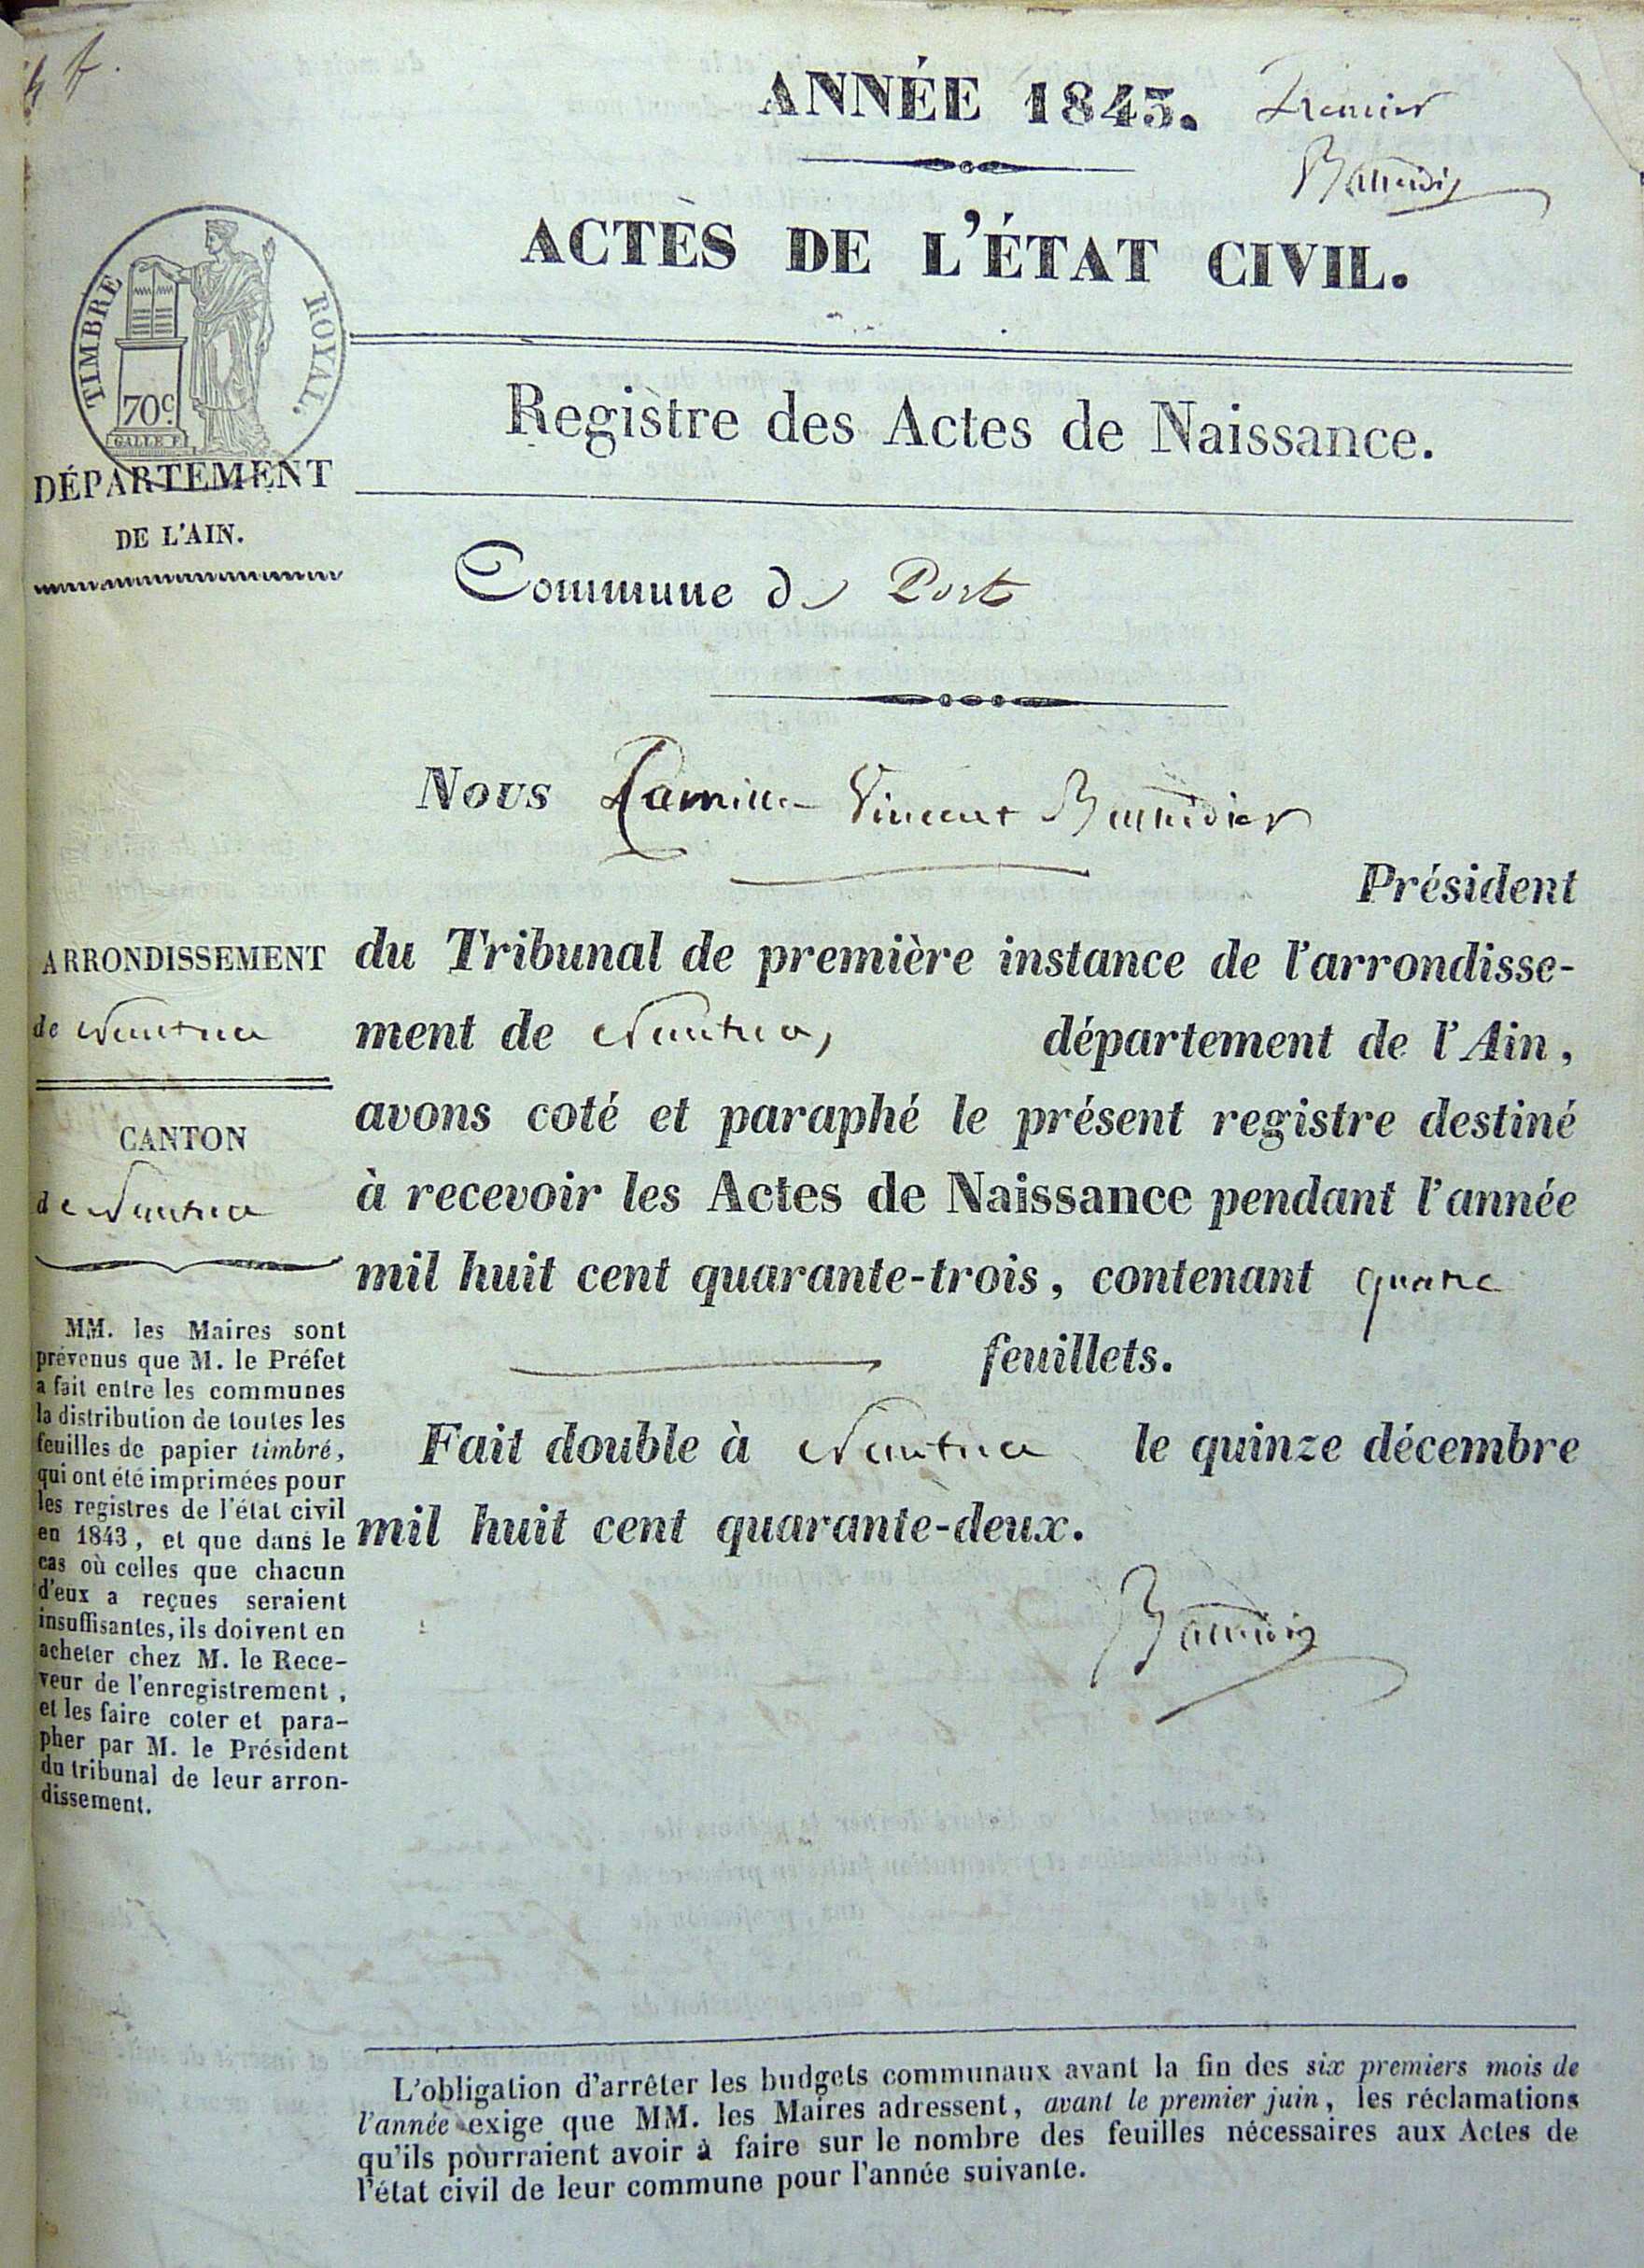 4 f.
ANNÉE 1843. Premier
ACTES DE L'ÉTAT CIVIL.
TIMBRE ROYAL.
70c.
GALLE F.
Registre des Actes de Naissance.
DÉPARTEMENT
DE L'AIN.
Commune de Port
Nous Camille Vincent
Président
du Tribunal de première instance de l'arrondisse-
ment de Nantua, département de l'Ain,
avons coté et paraphé le présent registre destiné
à recevoir les Actes de Naissance pendant l'année
mil huit cent quarante-trois, contenant quatre
feuillets.
Fait double à Nantua le quinze décembre
mil huit cent quarante-deux.
ARRONDISSEMENT
de Nantua
CANTON
de Nantua
MM. les Maires sont
prévenus que M. le Préfet
a fait entre les communes
la distribution de toutes les
feuilles de papier timbré,
qui ont été imprimées pour
les registres de l'état civil
en 1843, et que dans le
cas où celles que chacun
d'eux a reçues seraient
insuffisantes, ils doivent en
acheter chez M. le Rece-
veur de l'enregistrement,
et les faire coter et para-
pher par M. le Président
du tribunal de leur arron-
dissement.
L'obligation d'arrêter les budgets communaux avant la fin des six premiers mois de
l'année exige que MM. les Maires adressent, avant le premier juin, les réclamations
qu'ils pourraient avoir à faire sur le nombre des feuilles nécessaires aux Actes de
l'état civil de leur commune pour l'année suivante.